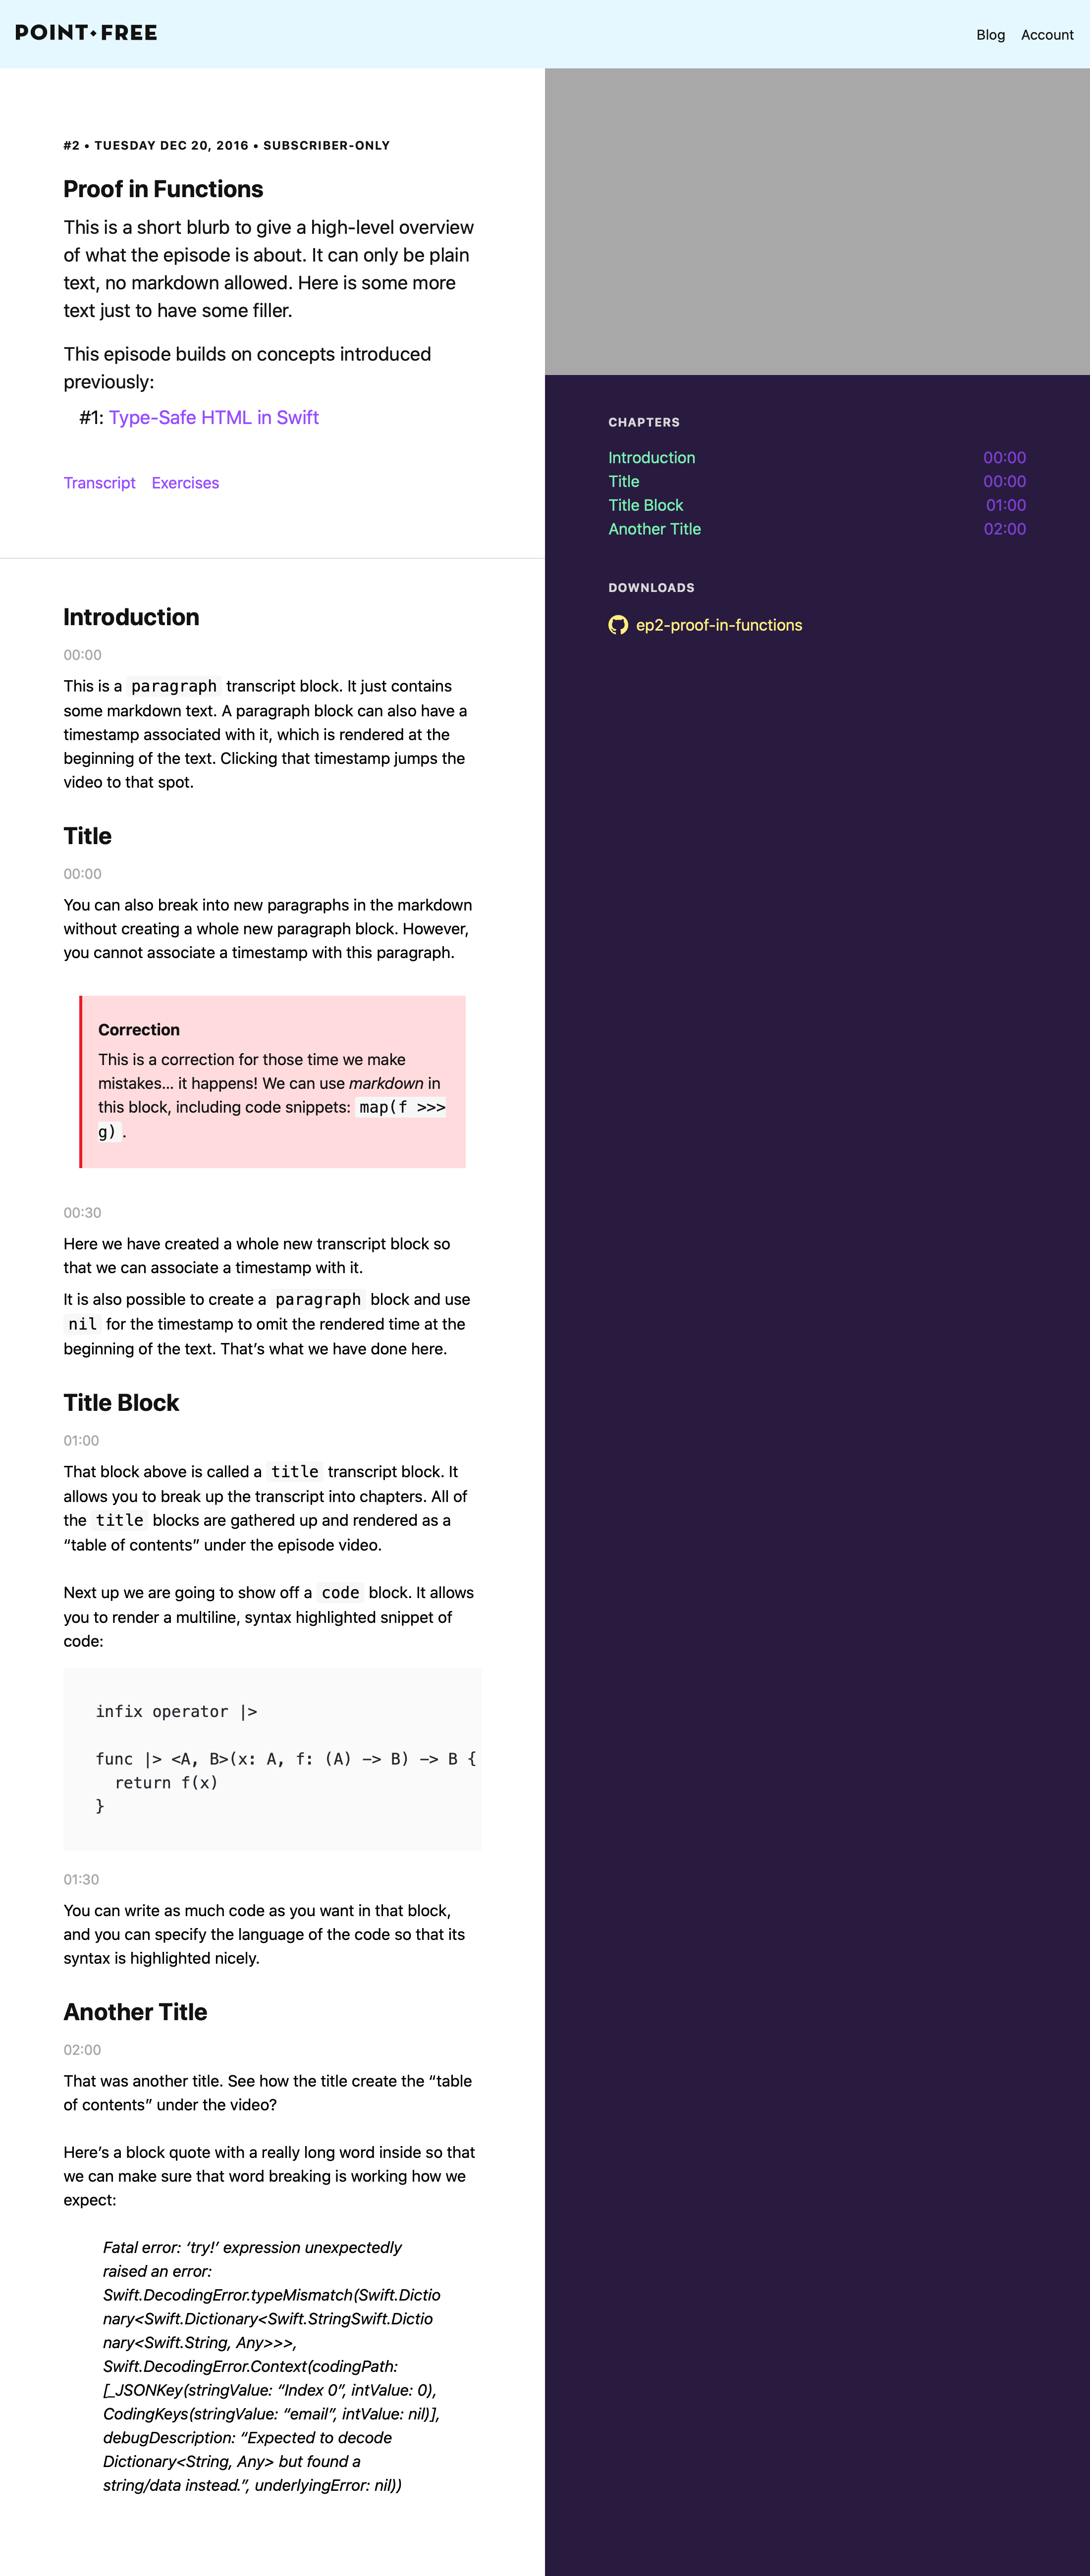 POINT•FREE
Blog Account
#2 • TUESDAY DEC 20, 2016 • SUBSCRIBER-ONLY
Proof in Functions
This is a short blurb to give a high-level overview
of what the episode is about. It can only be plain
text, no markdown allowed. Here is some more
text just to have some filler.
This episode builds on concepts introduced
previously:
#1: Type-Safe HTML in Swift
Transcript Exercises
Introduction
00:00
This is a paragraph transcript block. It just contains
some markdown text. A paragraph block can also have a
timestamp associated with it, which is rendered at the
beginning of the text. Clicking that timestamp jumps the
video to that spot.
Title
00:00
You can also break into new paragraphs in the markdown
without creating a whole new paragraph block. However,
you cannot associate a timestamp with this paragraph.
Correction
This is a correction for those time we make
mistakes... it happens! We can use markdown in
this block, including code snippets: map(f >>>
g).
00:30
Here we have created a whole new transcript block so
that we can associate a timestamp with it.
It is also possible to create a paragraph block and use
nil for the timestamp to omit the rendered time at the
beginning of the text. That’s what we have done here.
Title Block
01:00
That block above is called a title transcript block. It
allows you to break up the transcript into chapters. All of
the title blocks are gathered up and rendered as a
“table of contents” under the episode video.
Next up we are going to show off a code block. It allows
you to render a multiline, syntax highlighted snippet of
code:
infix operator |>
func |> <A, B>(x: A, f: (A) -> B) -> B {
  return f(x)
}
01:30
You can write as much code as you want in that block,
and you can specify the language of the code so that its
syntax is highlighted nicely.
Another Title
02:00
That was another title. See how the title create the “table
of contents” under the video?
Here’s a block quote with a really long word inside so that
we can make sure that word breaking is working how we
expect:
Fatal error: ‘try!’ expression unexpectedly
raised an error:
Swift.DecodingError.typeMismatch(Swift.Dictio
nary<Swift.Dictionary<Swift.StringSwift.Dictio
nary<Swift.String, Any>>>,
Swift.DecodingError.Context(codingPath:
[_JSONKey(stringValue: “Index 0”, intValue: 0),
CodingKeys(stringValue: “email”, intValue: nil)],
debugDescription: “Expected to decode
Dictionary<String, Any> but found a
string/data instead.”, underlyingError: nil))
CHAPTERS
Introduction 00:00
Title 00:00
Title Block 01:00
Another Title 02:00
DOWNLOADS
ep2-proof-in-functions